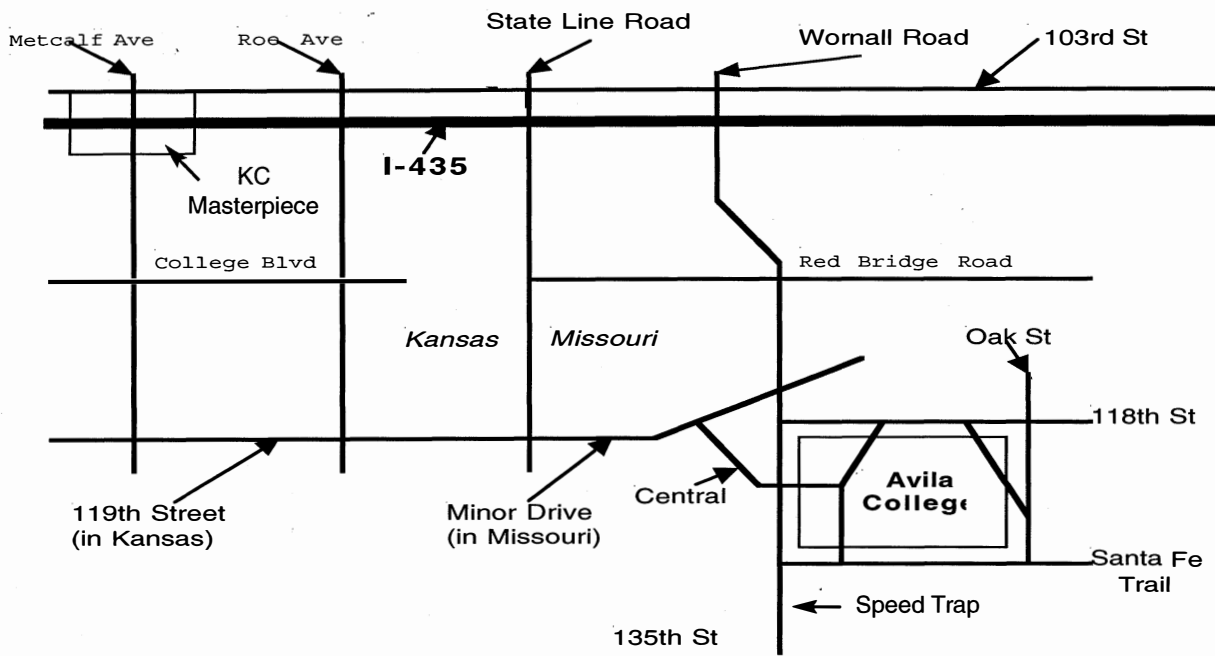 State Line Road
Metcalf Ave
Roe Ave
Wornall Road
103rd St
I-435
KC
Masterpiece
College Blvd
Red Bridge Road
Kansas
Missouri
Oak St
118th St
Avila
College
Central
119th Street
(in Kansas)
Minor Drive
(in Missouri)
Santa Fe
Trail
Speed Trap
135th St